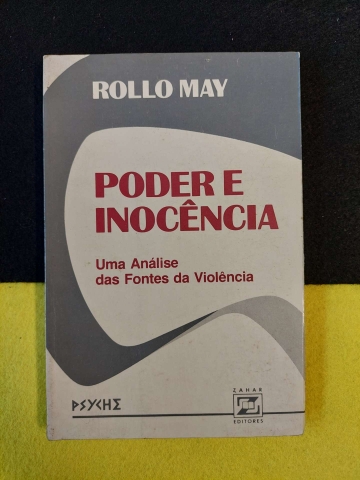 ROLLO MAY
PODER E
INOCÊNCIA
Uma Análise
das Fontes da Violência
PSYCHE
ZAHAR
EDITORES